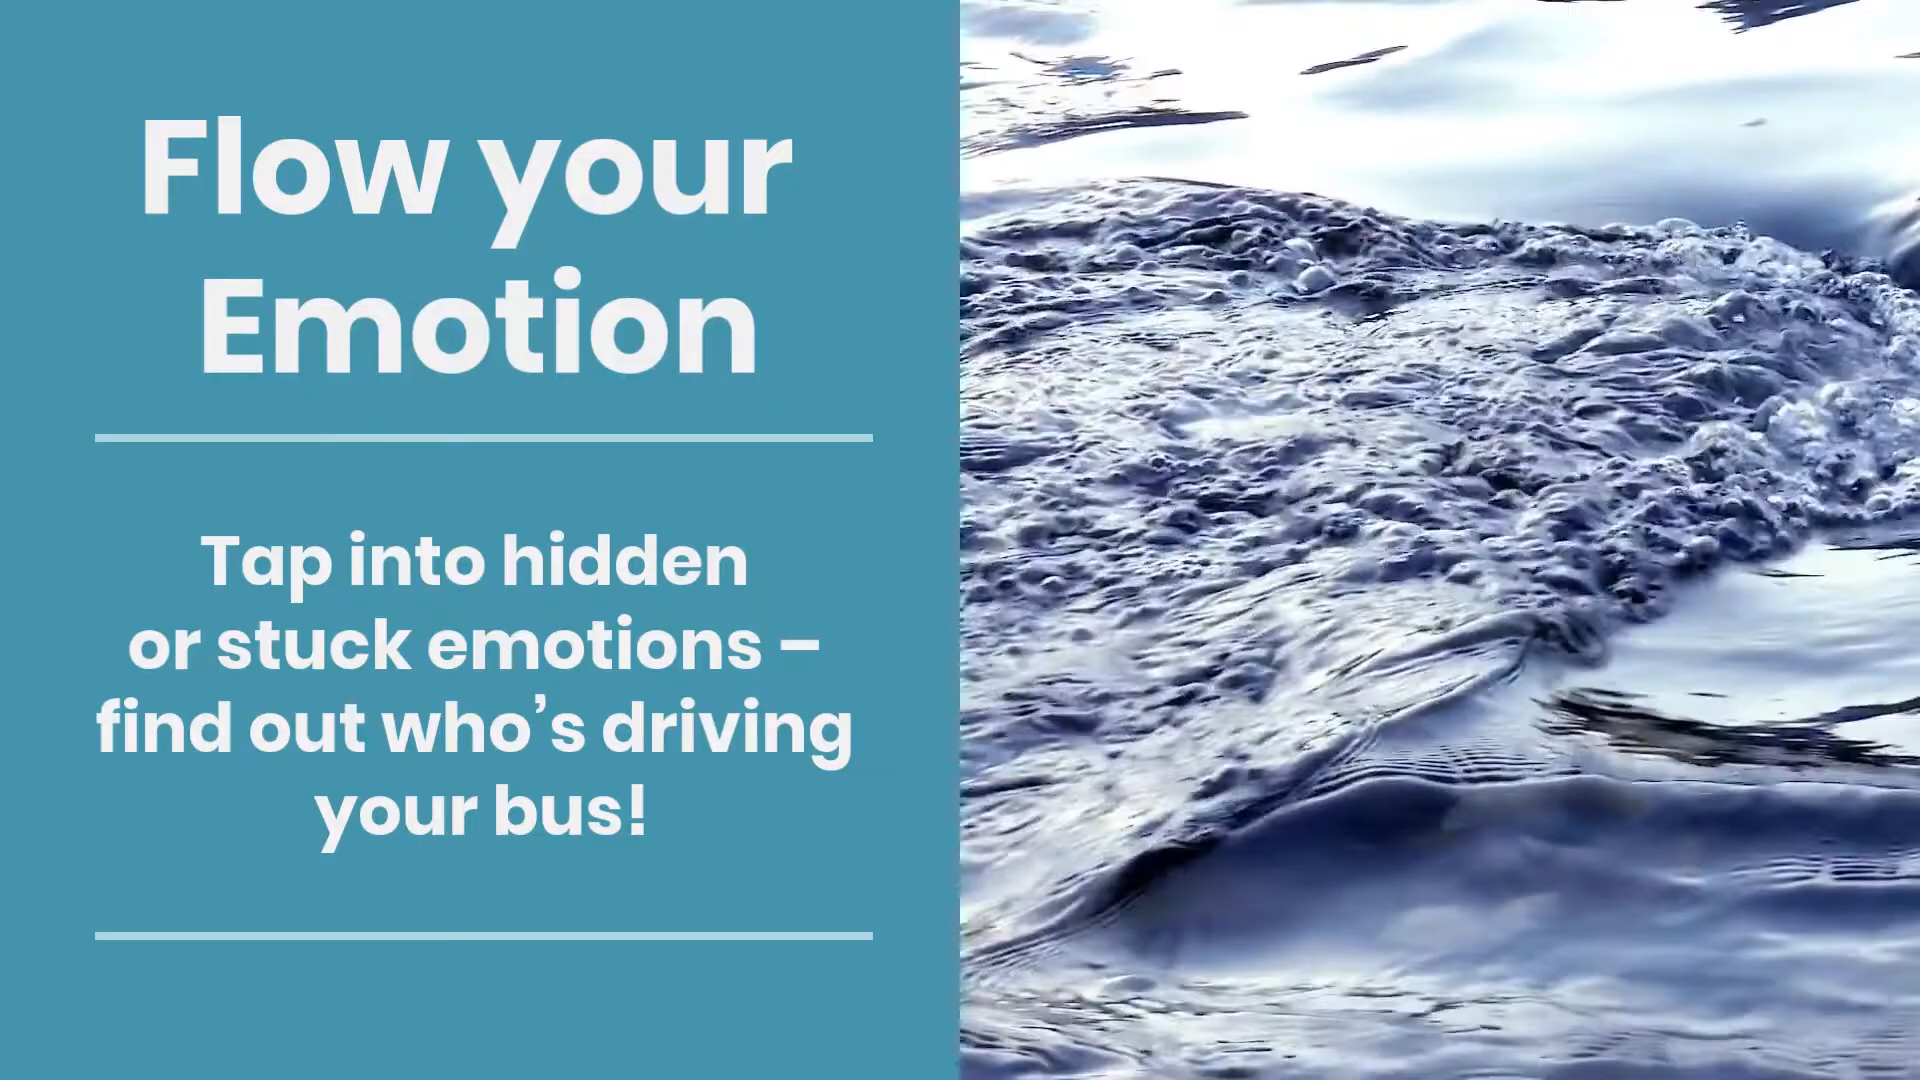 Flow your
Emotion
Tap into hidden
or stuck emotions –
find out who’s driving
your bus!